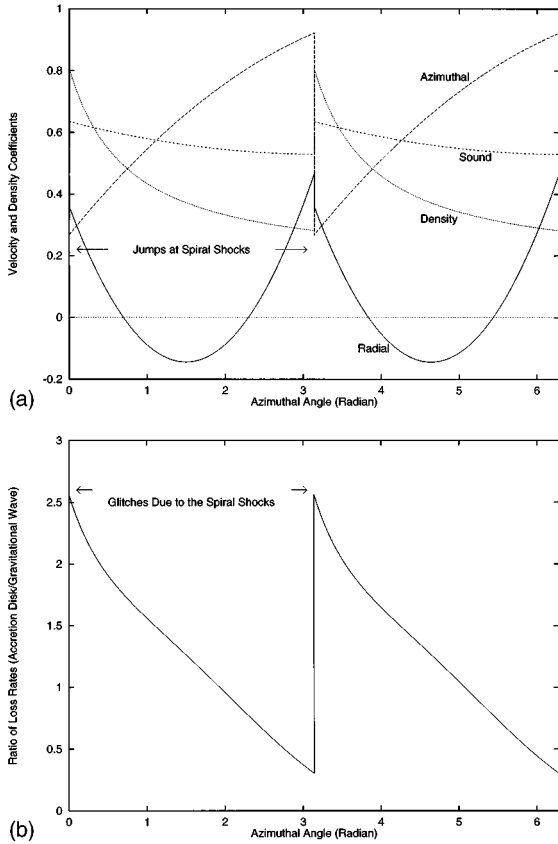 1
0.8
0.6
0.4
0.2
0
-0.2
Velocity and Density Coefficients
Azimuthal
Sound
Density
Jumps at Spiral Shocks
Radial
0 1 2 3 4 5 6
(a)
Azimuthal Angle (Radian)
3
2.5
2
1.5
1
0.5
0
Ratio of Loss Rates (Accretion Disk/Gravitational Wave)
Glitches Due to the Spiral Shocks
0 1 2 3 4 5 6
(b)
Azimuthal Angle (Radian)